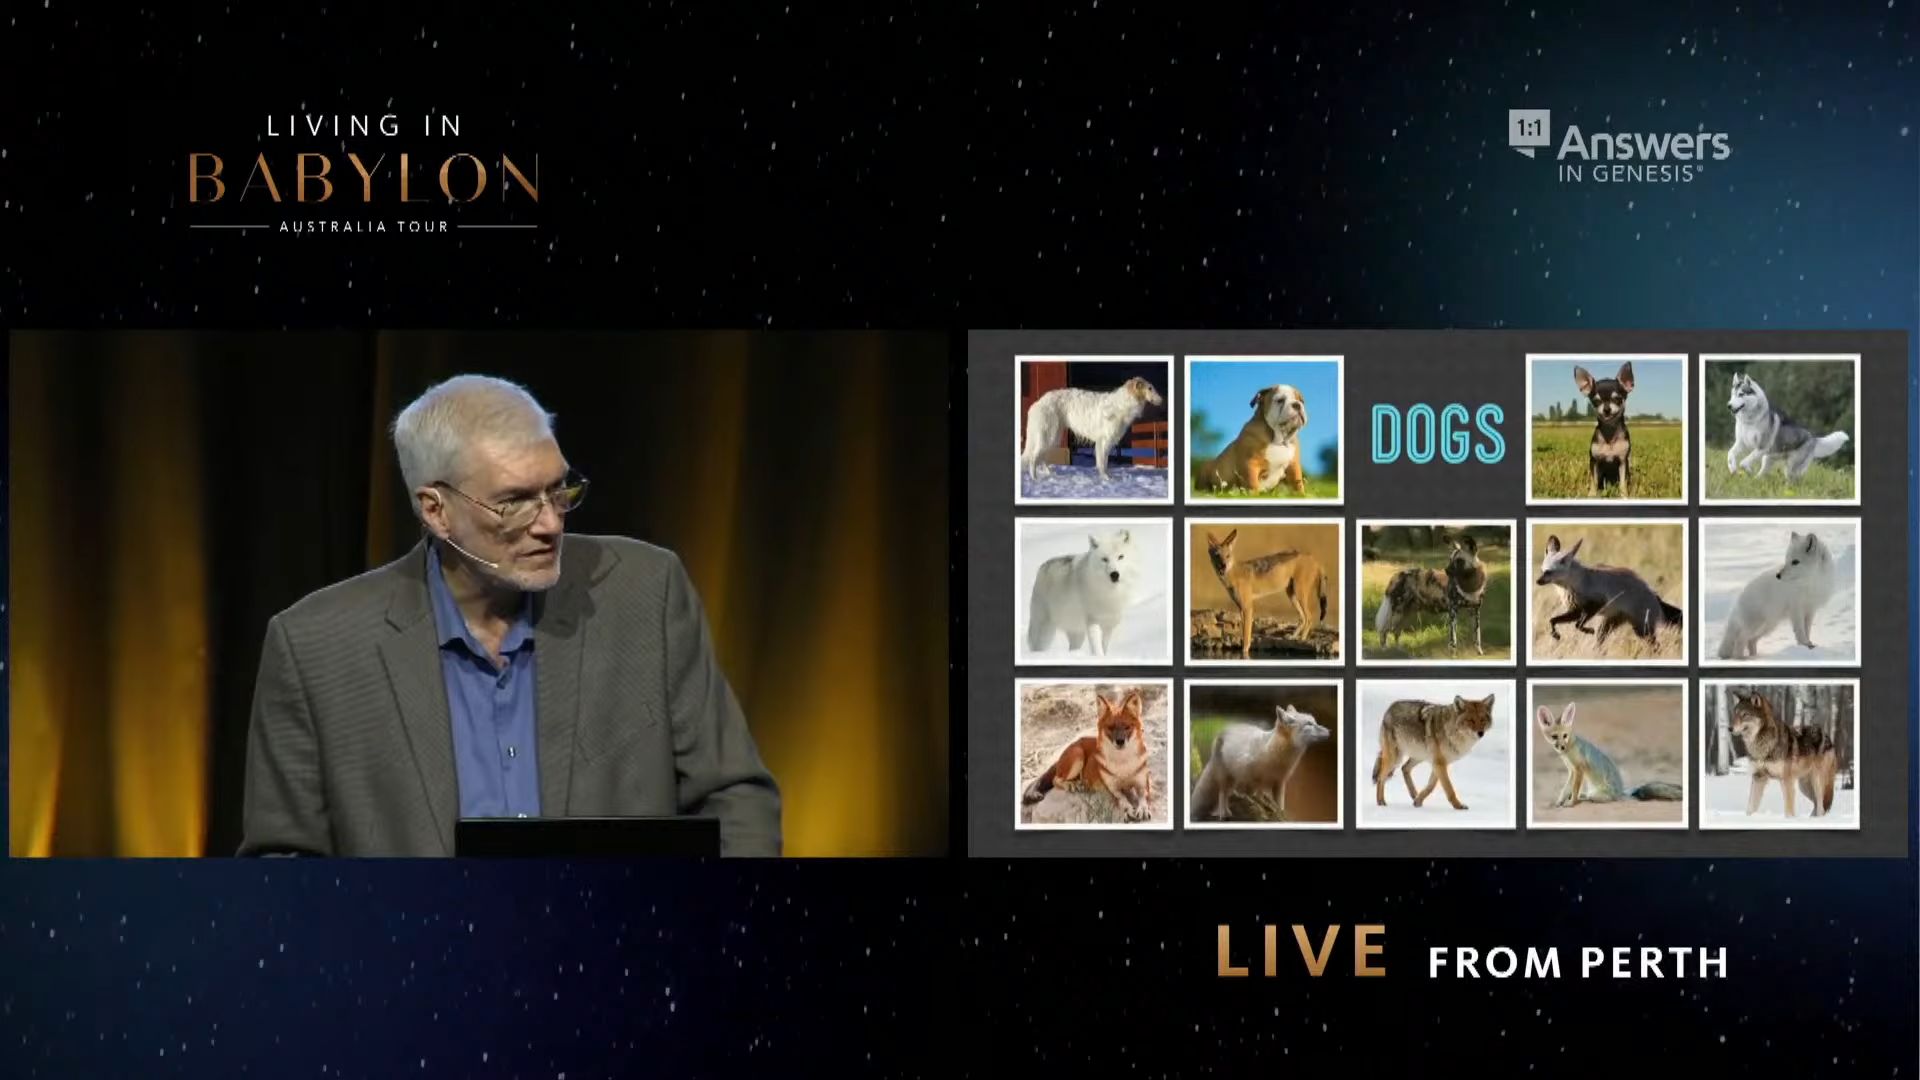 LIVING IN
BABYLON
AUSTRALIA TOUR
1:1
Answers
IN GENESIS®
DOGS
LIVE FROM PERTH